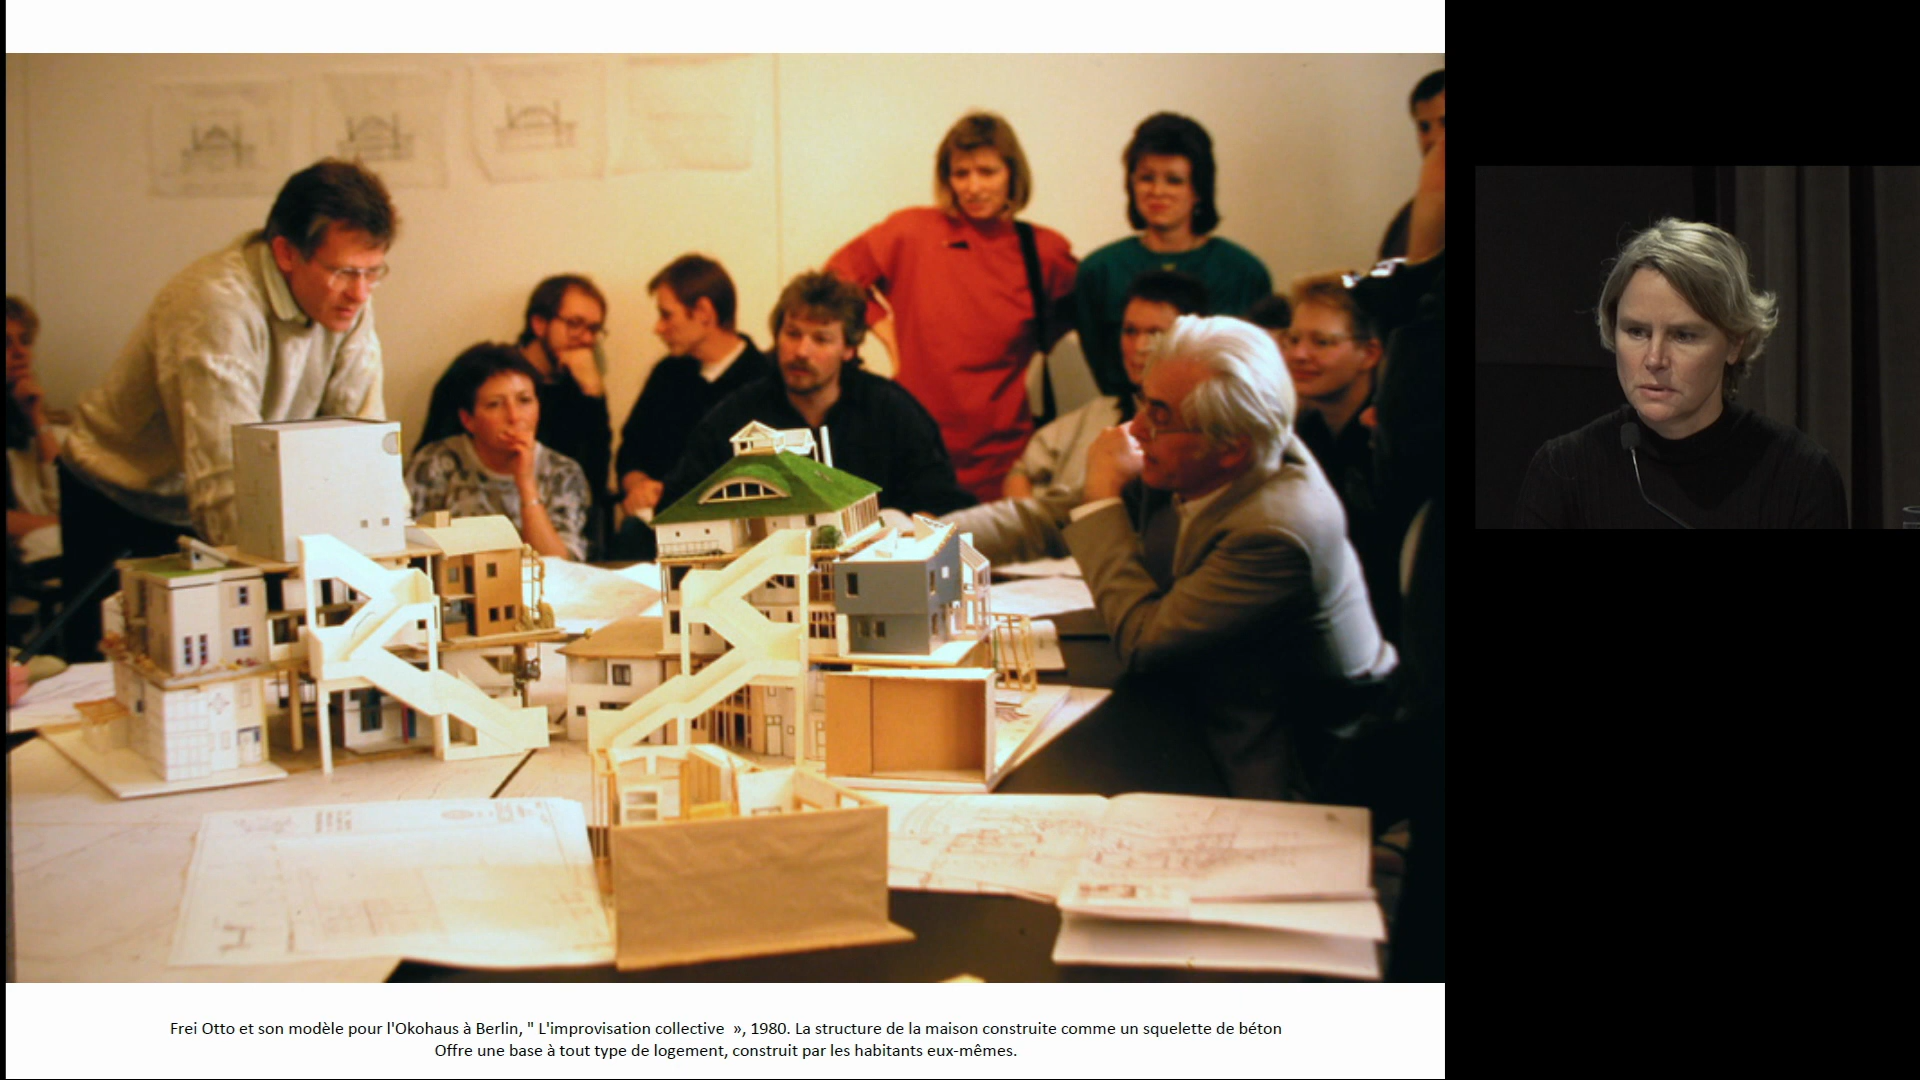 Frei Otto et son modèle pour l'Okohaus à Berlin, " L'improvisation collective  », 1980. La structure de la maison construite comme un squelette de béton
Offre une base à tout type de logement, construit par les habitants eux-mêmes.